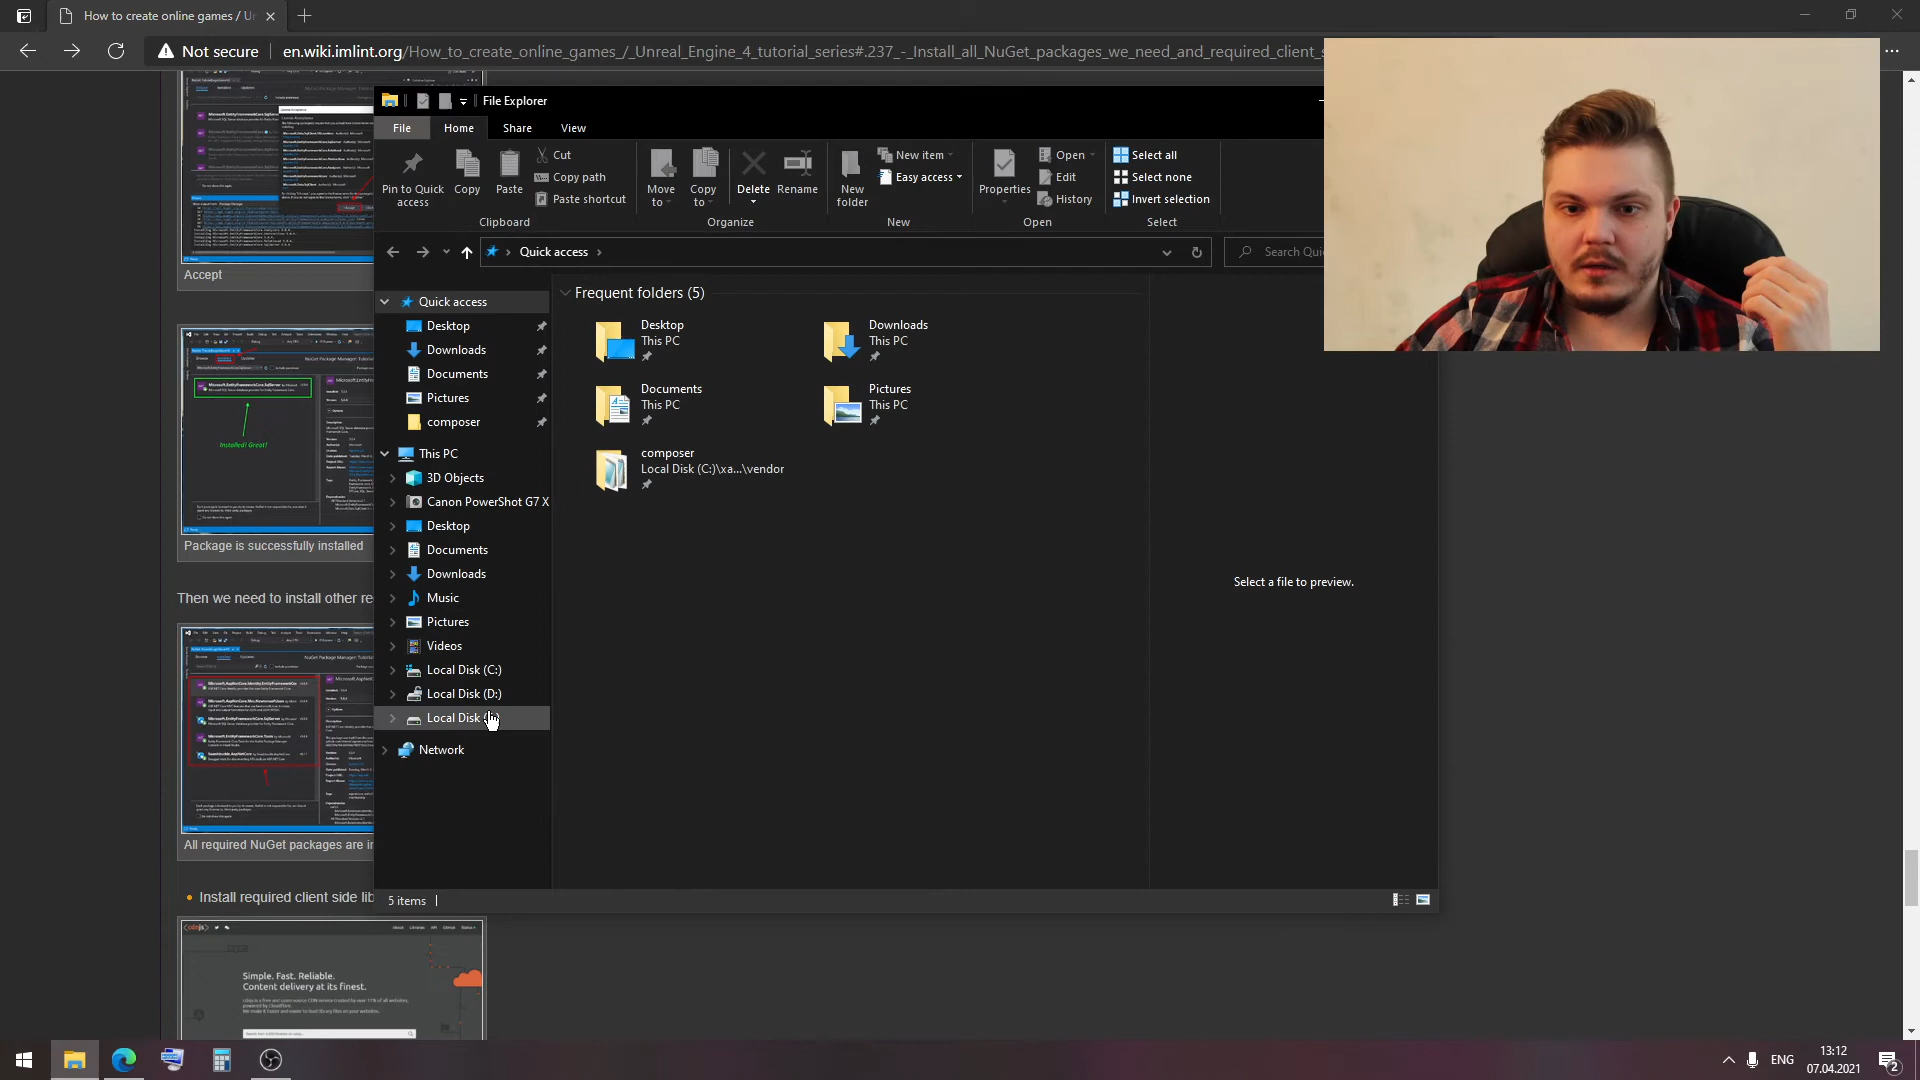 How to create online games / Un
Not secure
en.wiki.imlint.org/How_to_create_online_games_/_Unreal_Engine_4_tutorial_series#.237_-_Install_all_NuGet_packages_we_need_and_required_client_s
File Explorer
File
Home
Share
View
Pin to Quick access
Copy
Paste
Cut
Copy path
Paste shortcut
Clipboard
Move to
Copy to
Delete
Rename
Organize
New folder
New item
Easy access
New
Properties
Open
Edit
History
Open
Select all
Select none
Invert selection
Select
Quick access
Search Qui
Accept
Installed! Great!
Package is successfully installed
Then we need to install other re
All required NuGet packages are in
Install required client side lib
cdnjs
Simple. Fast. Reliable.
Content delivery at its finest.
Quick access
Desktop
Downloads
Documents
Pictures
composer
This PC
3D Objects
Canon PowerShot G7 X
Desktop
Documents
Downloads
Music
Pictures
Videos
Local Disk (C:)
Local Disk (D:)
Local Disk
Network
Frequent folders (5)
Desktop
This PC
Downloads
This PC
Documents
This PC
Pictures
This PC
composer
Local Disk (C:)\xa...\vendor
Select a file to preview.
5 items
ENG
13:12
07.04.2021
2